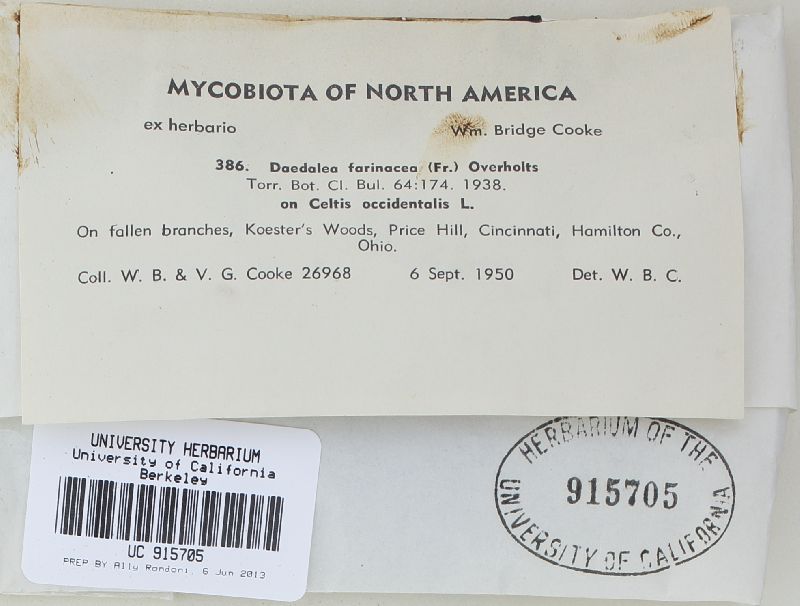 MYCOBIOTA OF NORTH AMERICA
ex herbario Wm. Bridge Cooke
386. Daedalea farinacea (Fr.) Overholts
Torr. Bot. Cl. Bul. 64:174. 1938.
on Celtis occidentalis L.
On fallen branches, Koester's Woods, Price Hill, Cincinnati, Hamilton Co.,
Ohio.
Coll. W. B. & V. G. Cooke 26968 6 Sept. 1950 Det. W. B. C.
UNIVERSITY HERBARIUM
University of California
Berkeley
UC 915705
PREP BY Ally Rondoni, 6 Jun 2013
HERBARIUM OF THE
915705
UNIVERSITY OF CALIFORNIA